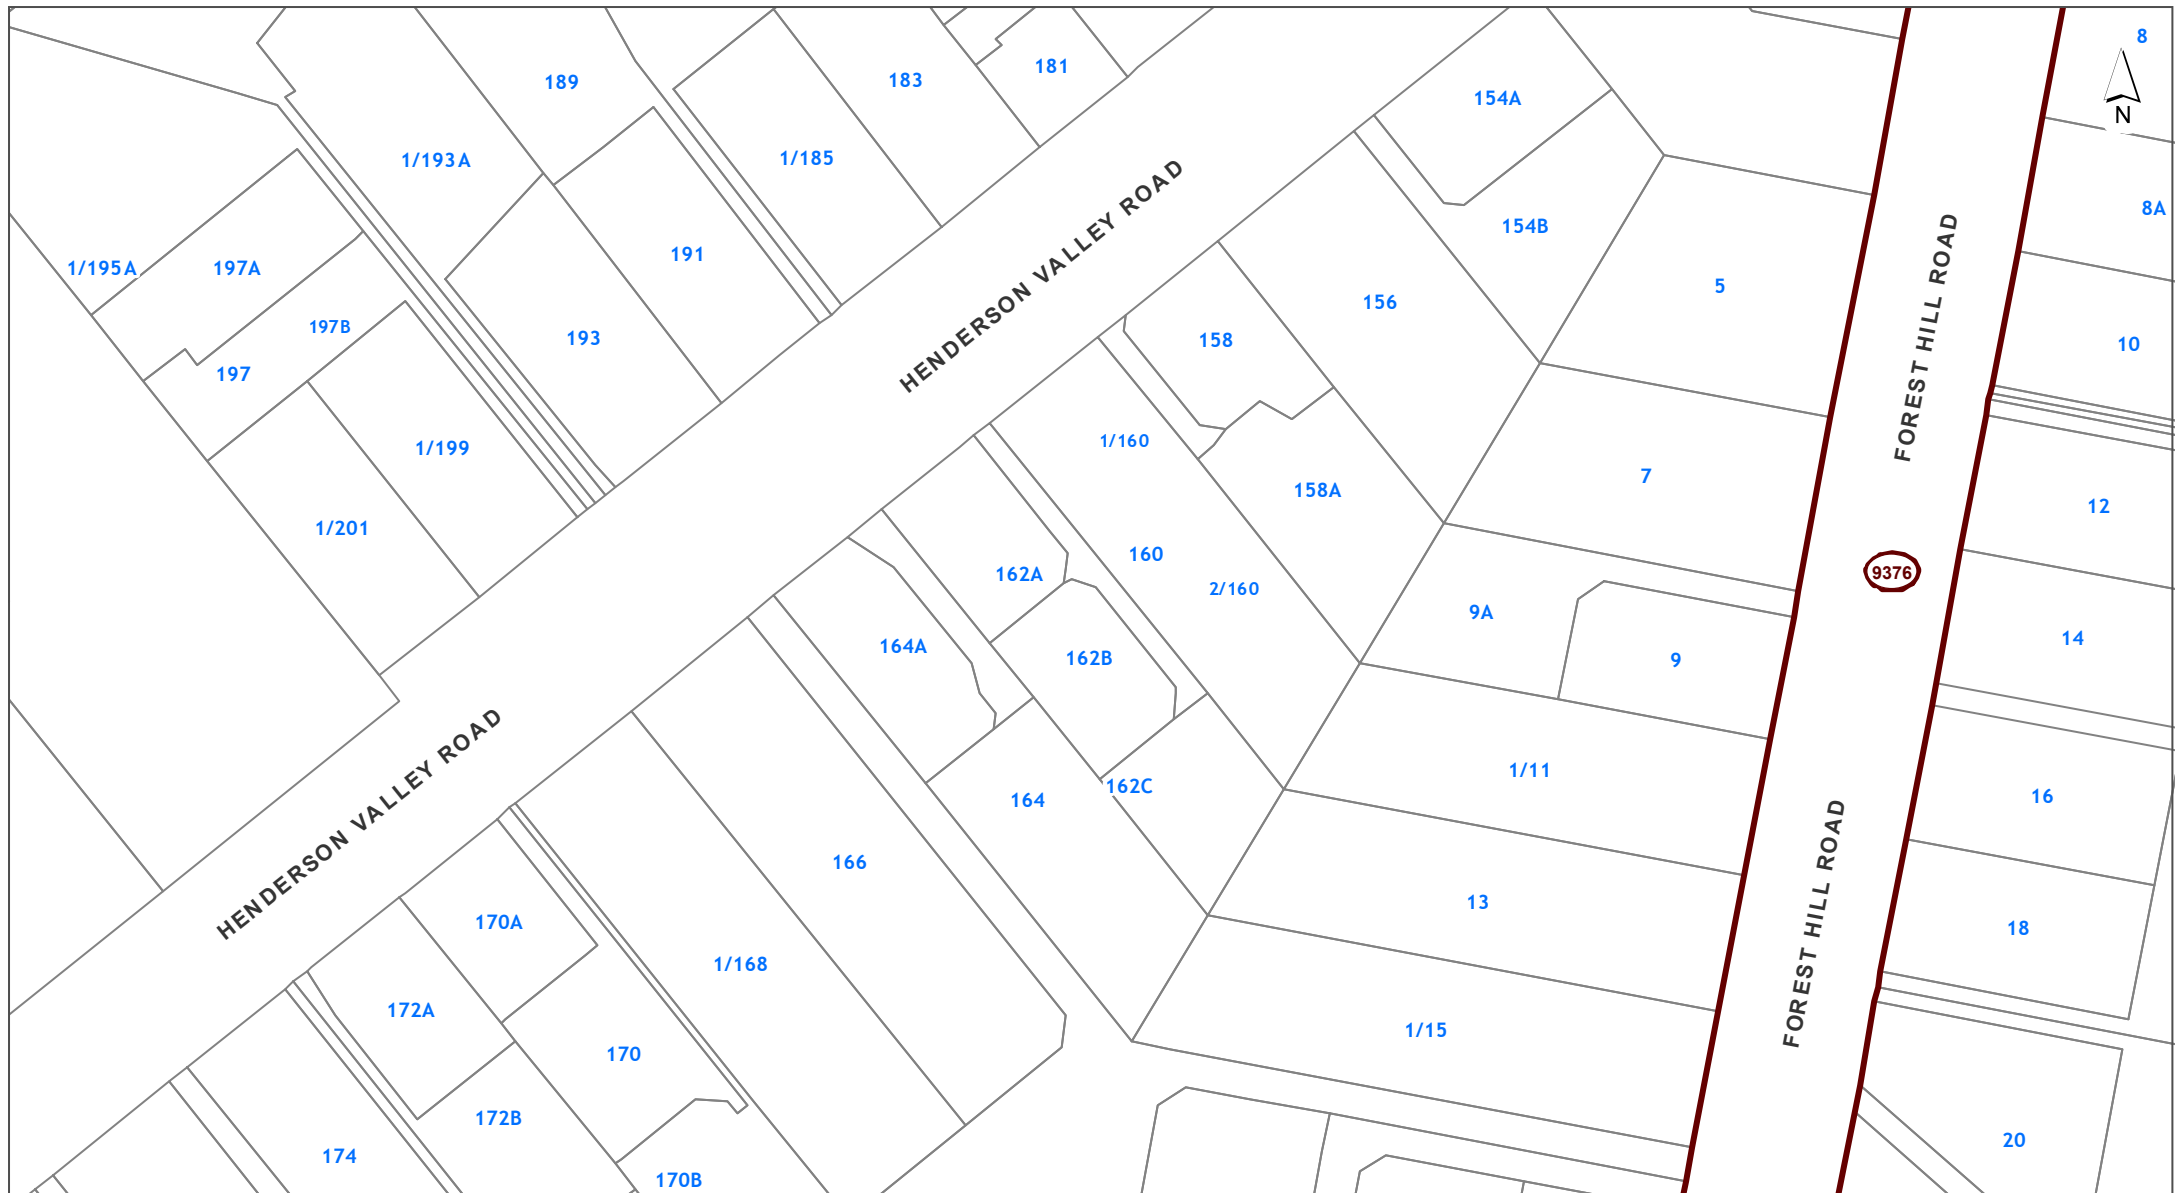 8
N
181
183
189
154A
1/185
1/193A
8A
154B
191
1/195A
197A
HENDERSON VALLEY ROAD
5
156
FOREST HILL ROAD
197B
193
158
10
197
1/160
1/199
7
158A
12
1/201
160
9376
162A
2/160
9A
14
164A
162B
9
HENDERSON VALLEY ROAD
1/11
162C
16
164
166
FOREST HILL ROAD
13
170A
18
1/168
172A
1/15
170
172B
20
174
170B